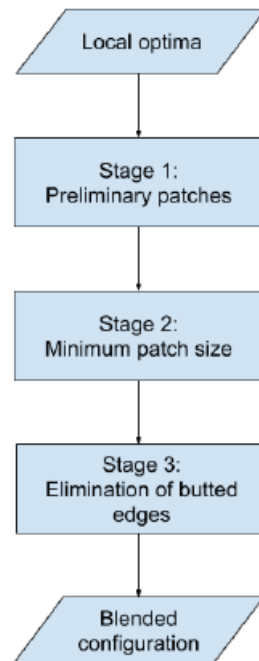 Local optima
Stage 1:
Preliminary patches
Stage 2:
Minimum patch size
Stage 3:
Elimination of butted
edges
Blended
configuration